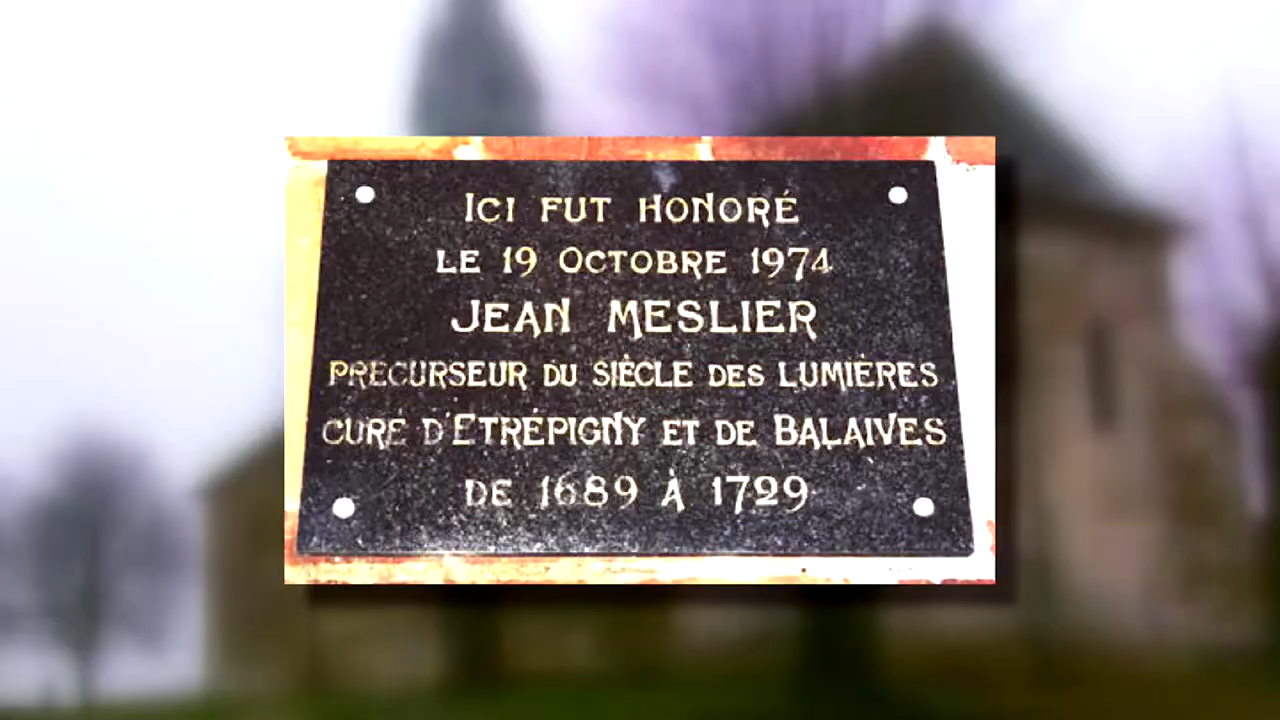 ICI FUT HONORÉ
LE 19 OCTOBRE 1974
JEAN MESLIER
PRECURSEUR DU SIÈCLE DES LUMIÈRES
CURE D'ETRÉPIGNY ET DE BALAIVES
DE 1689 À 1729